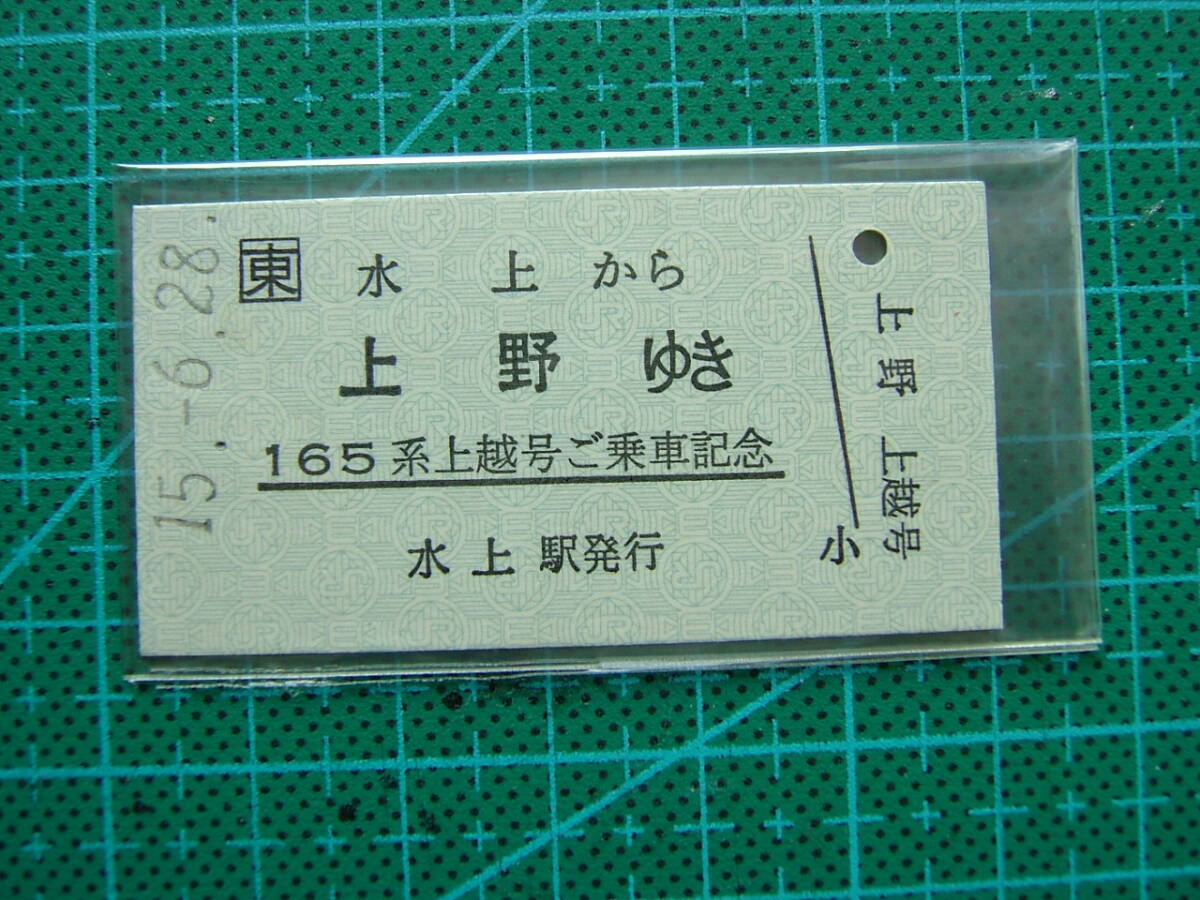 15.-6.28.
東 水上から
上野ゆき
165系上越号ご乗車記念
水上駅発行
小
上野 上越号